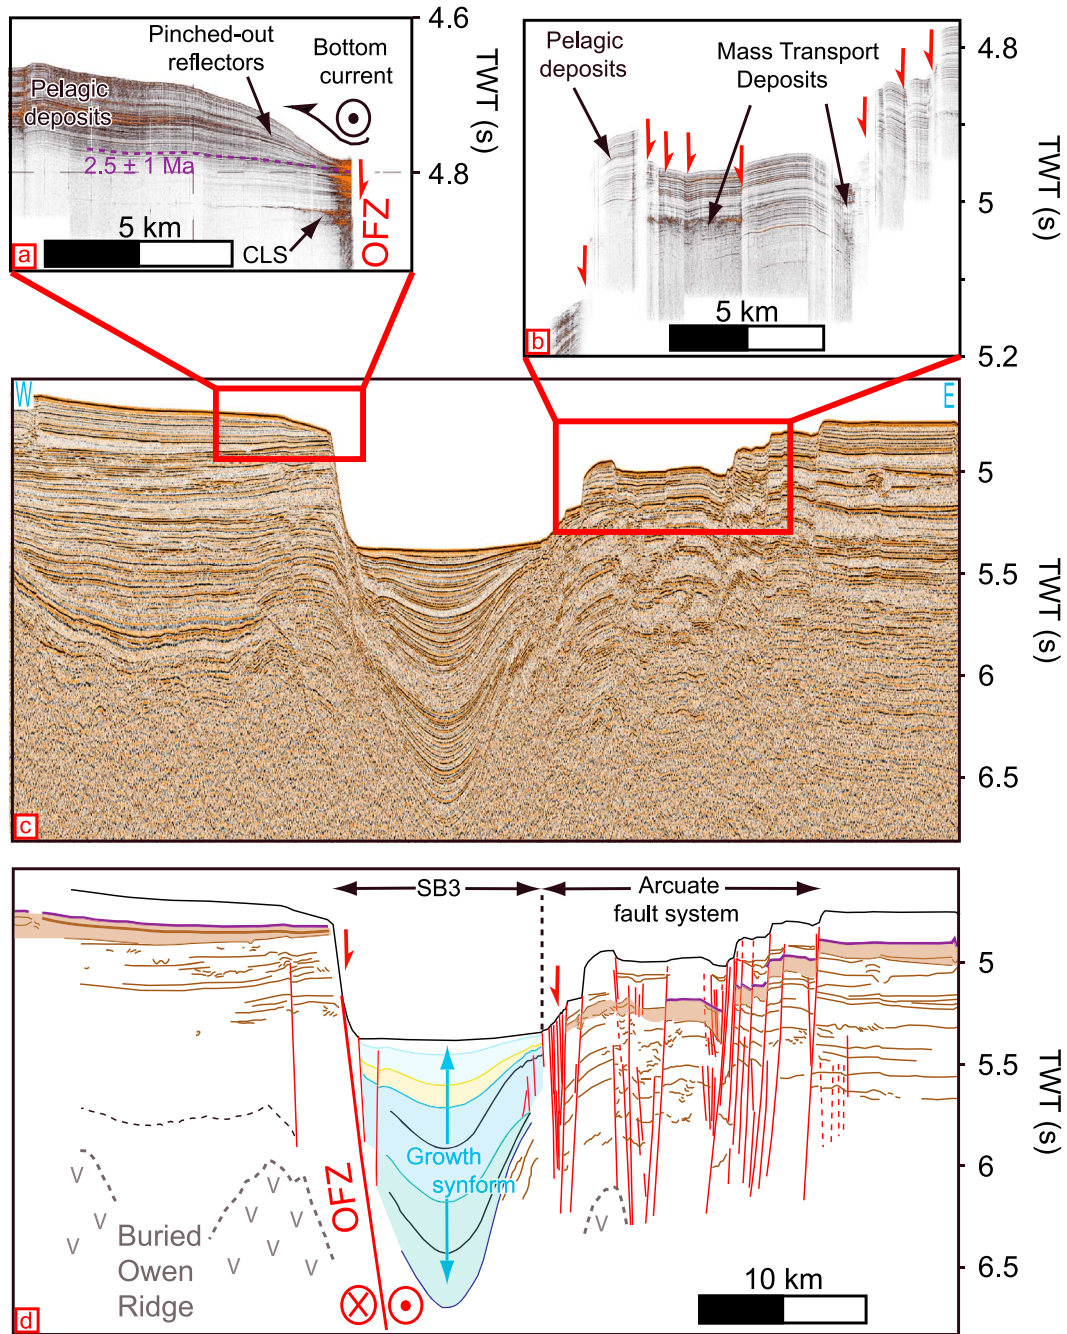 Pinched-out
reflectors
Bottom
current
Pelagic
deposits
2.5 ± 1 Ma
5 km
CLS
OFZ
a
4.6
4.8
TWT (s)
Pelagic
deposits
Mass Transport
Deposits
5 km
b
4.8
5
5.2
TWT (s)
W
E
c
5
5.5
6
6.5
TWT (s)
SB3
Arcuate
fault system
Growth
synform
OFZ
V
V
V
V
V
V
V
V
V
V
Buried
Owen
Ridge
10 km
d
5
5.5
6
6.5
TWT (s)